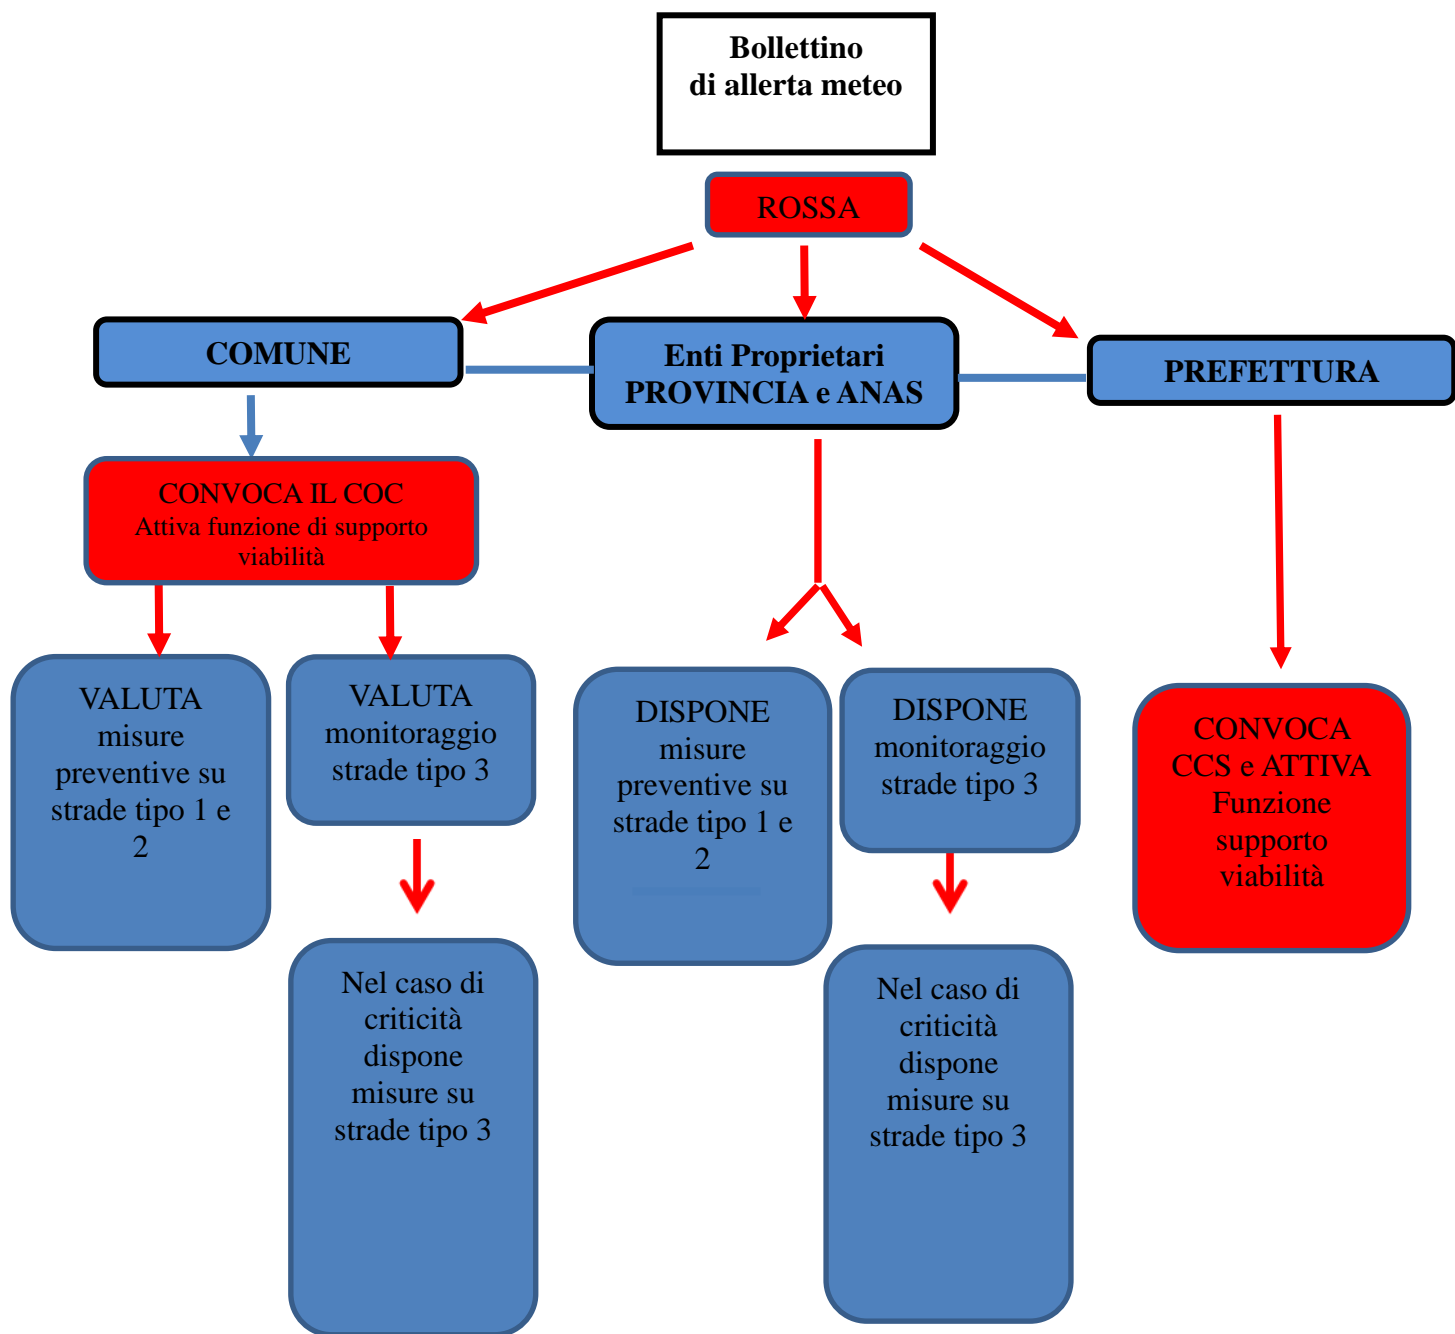 Bollettino
di allerta meteo
ROSSA
COMUNE
Enti Proprietari
PROVINCIA e ANAS
PREFETTURA
CONVOCA IL COC
Attiva funzione di supporto
viabilità
VALUTA
misure
preventive su
strade tipo 1 e
2
VALUTA
monitoraggio
strade tipo 3
DISPONE
misure
preventive su
strade tipo 1 e
2
DISPONE
monitoraggio
strade tipo 3
CONVOCA
CCS e ATTIVA
Funzione
supporto
viabilità
Nel caso di
criticità
dispone
misure su
strade tipo 3
Nel caso di
criticità
dispone
misure su
strade tipo 3